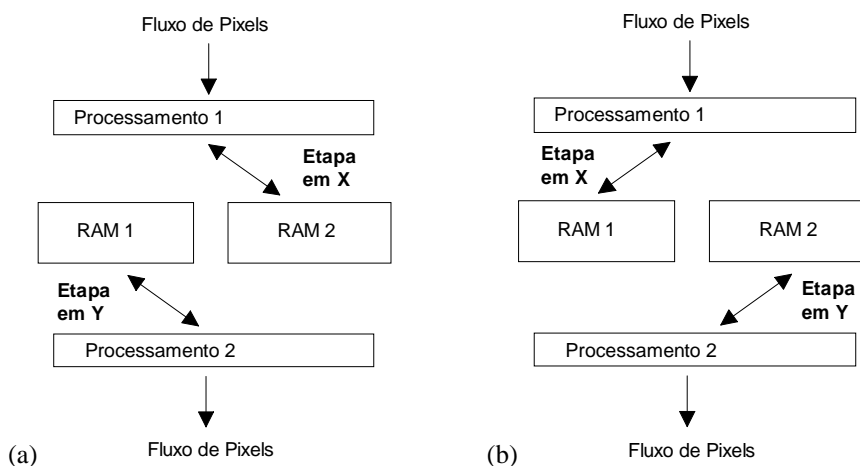 Fluxo de Pixels
Processamento 1
Etapa
em X
RAM 1
RAM 2
Etapa
em Y
Processamento 2
Fluxo de Pixels
(a)
Fluxo de Pixels
Processamento 1
Etapa
em X
RAM 1
RAM 2
Etapa
em Y
Processamento 2
Fluxo de Pixels
(b)